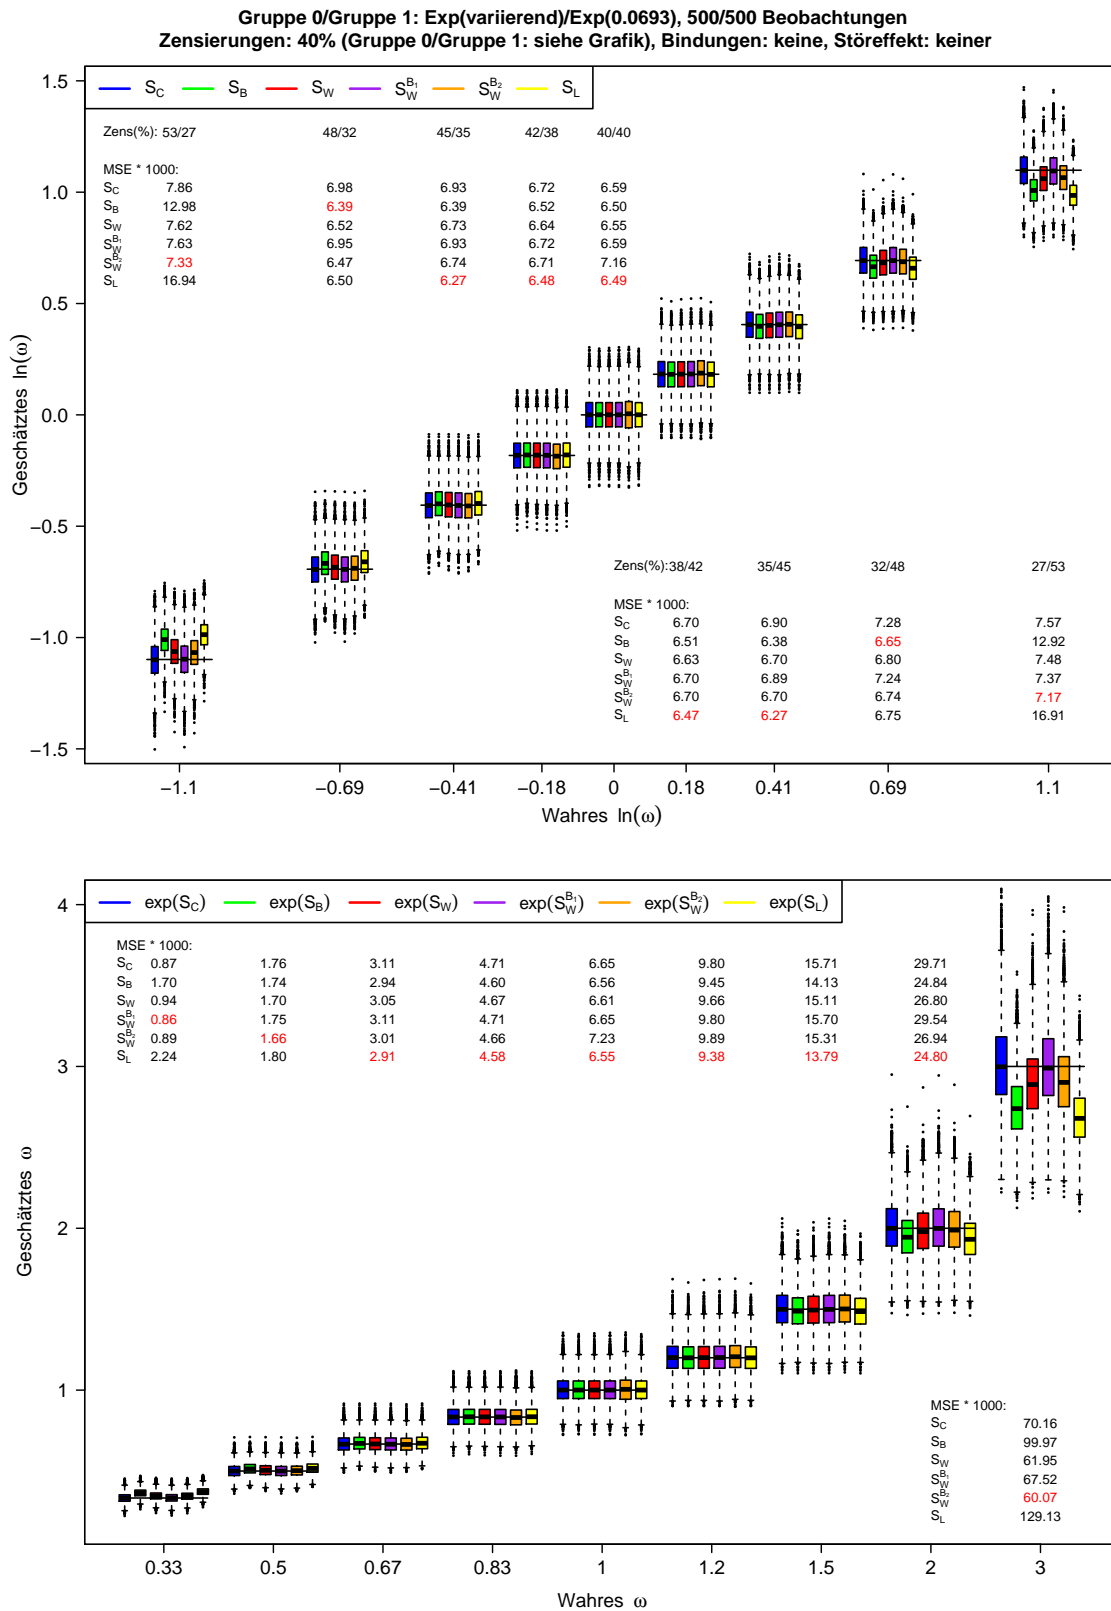 Gruppe 0/Gruppe 1: Exp(variierend)/Exp(0.0693), 500/500 Beobachtungen
Zensierungen: 40% (Gruppe 0/Gruppe 1: siehe Grafik), Bindungen: keine, Störeffekt: keiner
S_C S_B S_W S_W^{B_1} S_W^{B_2} S_L
Zens(%): 53/27 48/32 45/35 42/38 40/40
MSE * 1000:
S_C 7.86 6.98 6.93 6.72 6.59
S_B 12.98 6.39 6.39 6.52 6.50
S_W 7.62 6.52 6.73 6.64 6.55
S_W^{B_1} 7.63 6.95 6.93 6.72 6.59
S_W^{B_2} 7.33 6.47 6.74 6.71 7.16
S_L 16.94 6.50 6.27 6.48 6.49
Zens(%): 38/42 35/45 32/48 27/53
MSE * 1000:
S_C 6.70 6.90 7.28 7.57
S_B 6.51 6.38 6.65 12.92
S_W 6.63 6.70 6.80 7.48
S_W^{B_1} 6.70 6.89 7.24 7.37
S_W^{B_2} 6.70 6.70 6.74 7.17
S_L 6.47 6.27 6.75 16.91
1.5
1.0
0.5
0.0
−0.5
−1.0
−1.5
Geschätztes ln(ω)
−1.1 −0.69 −0.41 −0.18 0 0.18 0.41 0.69 1.1
Wahres ln(ω)
exp(S_C) exp(S_B) exp(S_W) exp(S_W^{B_1}) exp(S_W^{B_2}) exp(S_L)
MSE * 1000:
S_C 0.87 1.76 3.11 4.71 6.65 9.80 15.71 29.71
S_B 1.70 1.74 2.94 4.60 6.56 9.45 14.13 24.84
S_W 0.94 1.70 3.05 4.67 6.61 9.66 15.11 26.80
S_W^{B_1} 0.86 1.75 3.11 4.71 6.65 9.80 15.70 29.54
S_W^{B_2} 0.89 1.66 3.01 4.66 7.23 9.89 15.31 26.94
S_L 2.24 1.80 2.91 4.58 6.55 9.38 13.79 24.80
MSE * 1000:
S_C 70.16
S_B 99.97
S_W 61.95
S_W^{B_1} 67.52
S_W^{B_2} 60.07
S_L 129.13
4
3
2
1
Geschätztes ω
0.33 0.5 0.67 0.83 1 1.2 1.5 2 3
Wahres ω